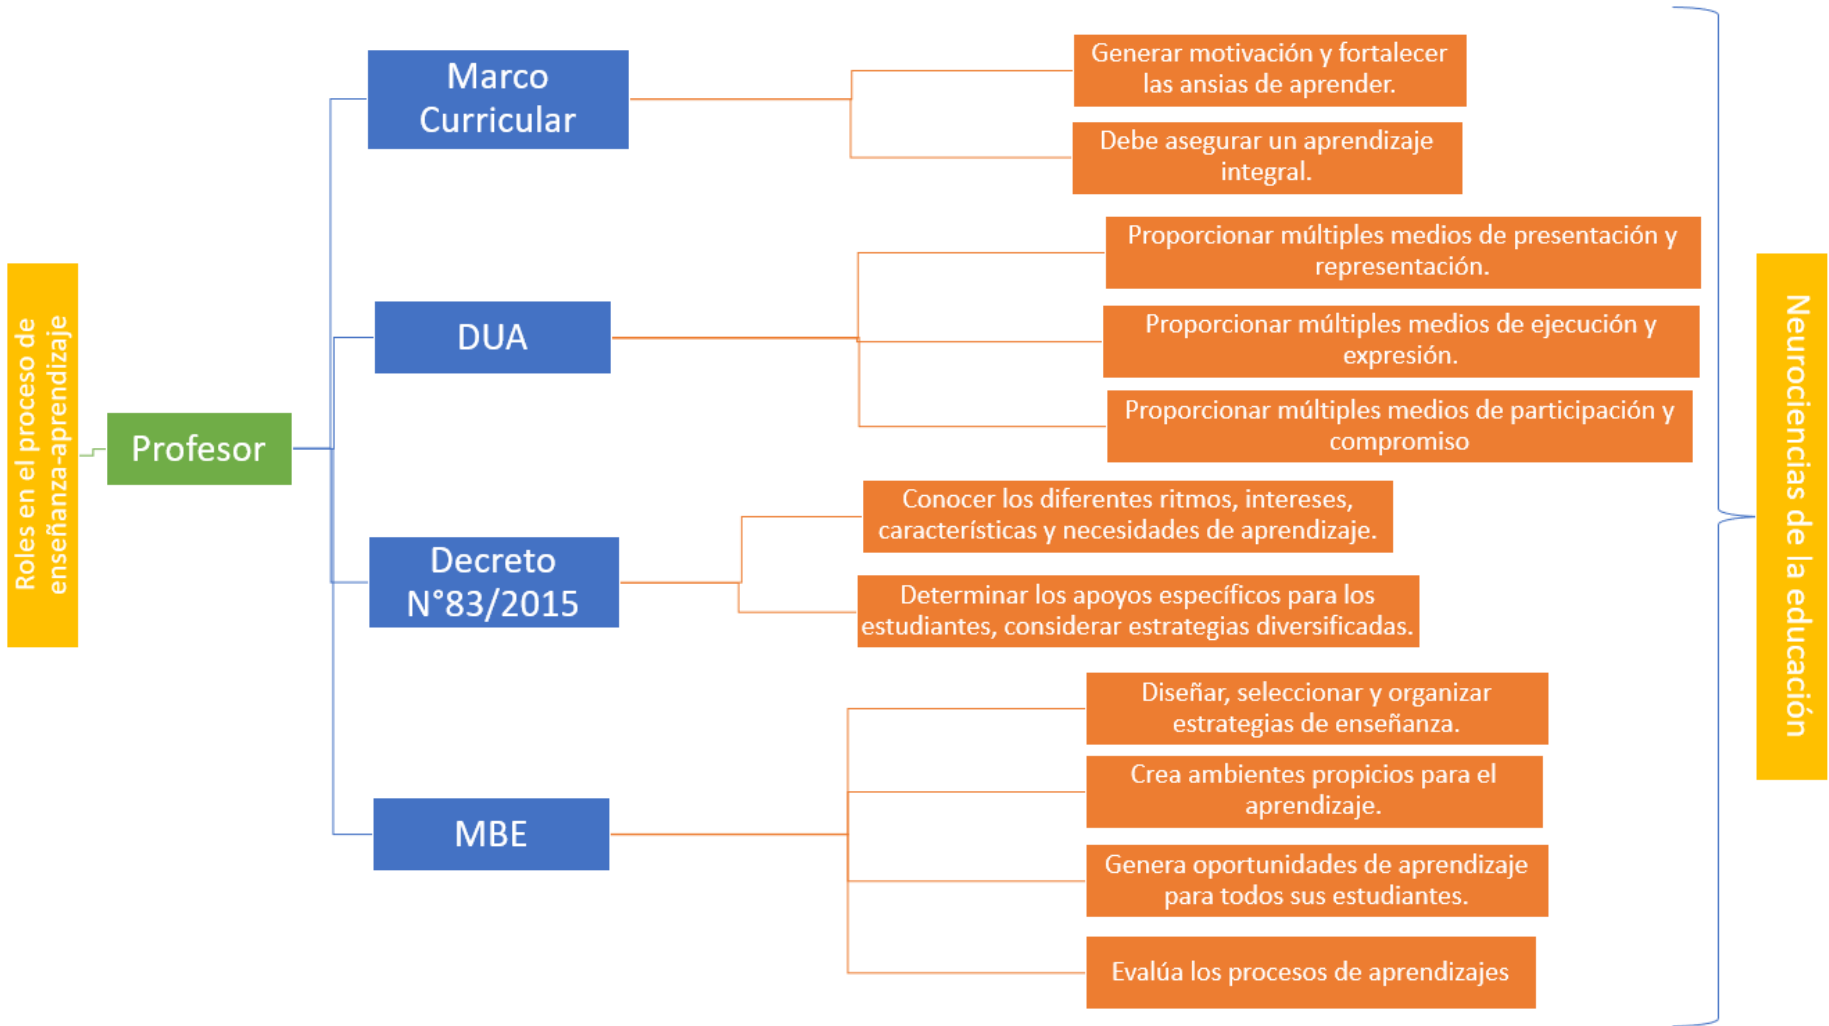 Roles en el proceso de
enseñanza-aprendizaje
Profesor
Marco
Curricular
Generar motivación y fortalecer
las ansias de aprender.
Debe asegurar un aprendizaje
integral.
DUA
Proporcionar múltiples medios de presentación y
representación.
Proporcionar múltiples medios de ejecución y
expresión.
Proporcionar múltiples medios de participación y
compromiso
Decreto
N°83/2015
Conocer los diferentes ritmos, intereses,
características y necesidades de aprendizaje.
Determinar los apoyos específicos para los
estudiantes, considerar estrategias diversificadas.
MBE
Diseñar, seleccionar y organizar
estrategias de enseñanza.
Crea ambientes propicios para el
aprendizaje.
Genera oportunidades de aprendizaje
para todos sus estudiantes.
Evalúa los procesos de aprendizajes
Neurociencias de la educación